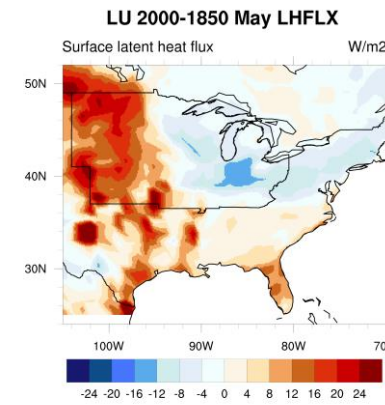 LU 2000-1850 May LHFLX
Surface latent heat flux W/m2
50N
40N
30N
100W 90W 80W 70
-24 -20 -16 -12 -8 -4 0 4 8 12 16 20 24